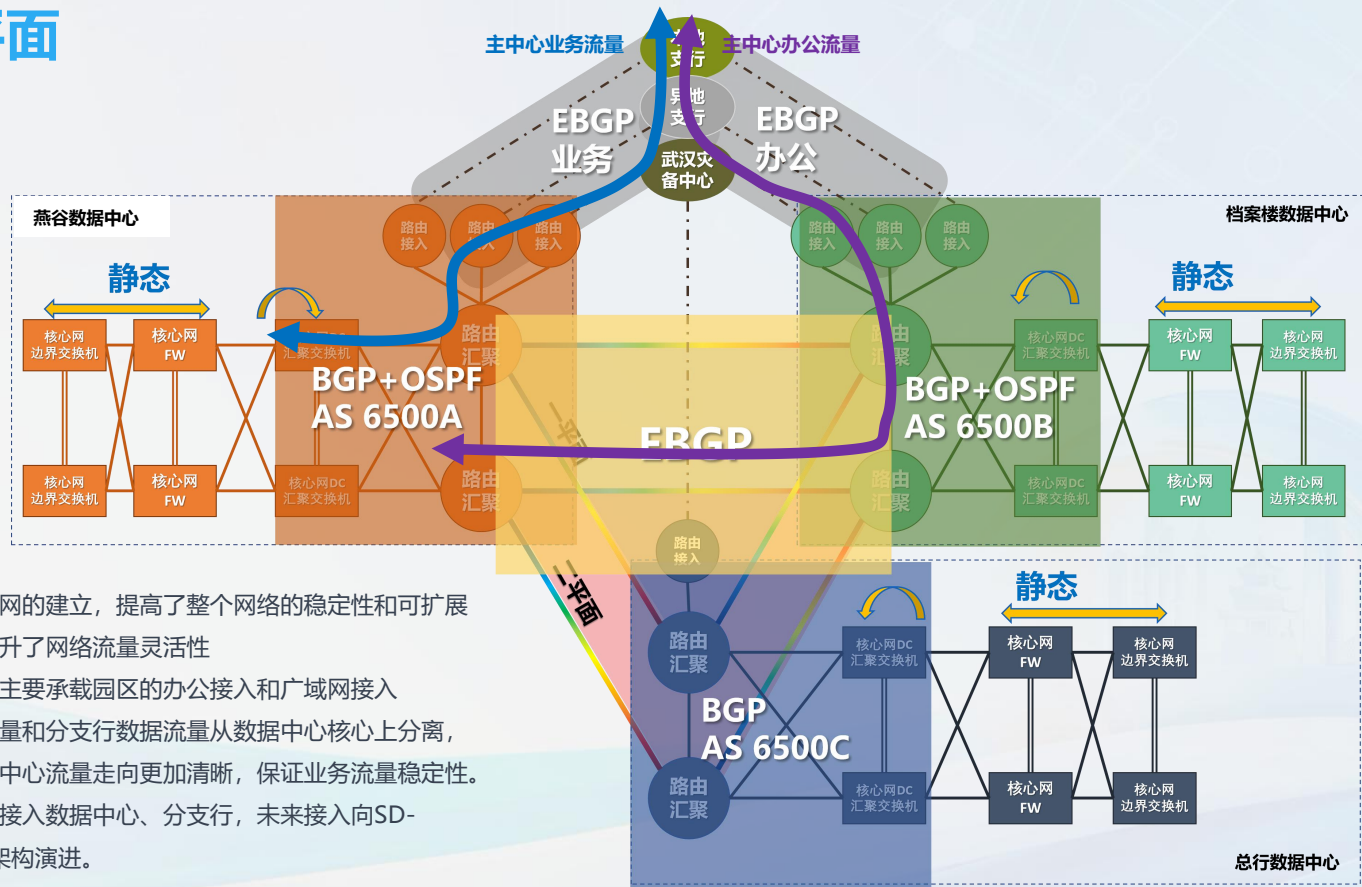 平面
主中心业务流量
主中心办公流量
支行
异地
支行
武汉灾
备中心
EBGP
业务
EBGP
办公
燕谷数据中心
档案楼数据中心
路由
接入
路由
接入
路由
接入
路由
接入
路由
接入
路由
接入
静态
静态
核心网
边界交换机
核心网
FW
核心网DC
汇聚交换机
路由
汇聚
路由
汇聚
核心网DC
汇聚交换机
核心网
FW
核心网
边界交换机
BGP+OSPF
AS 6500A
EBGP
BGP+OSPF
AS 6500B
核心网
边界交换机
核心网
FW
核心网DC
汇聚交换机
路由
汇聚
路由
汇聚
核心网DC
汇聚交换机
核心网
FW
核心网
边界交换机
路由
接入
二平面
网的建立，提高了整个网络的稳定性和可扩展
升了网络流量灵活性
主要承载园区的办公接入和广域网接入
量和分支行数据流量从数据中心核心上分离，
中心流量走向更加清晰，保证业务流量稳定性。
接入数据中心、分支行，未来接入向SD-
架构演进。
静态
路由
汇聚
核心网DC
汇聚交换机
核心网
FW
核心网
边界交换机
BGP
AS 6500C
路由
汇聚
核心网DC
汇聚交换机
核心网
FW
核心网
边界交换机
总行数据中心